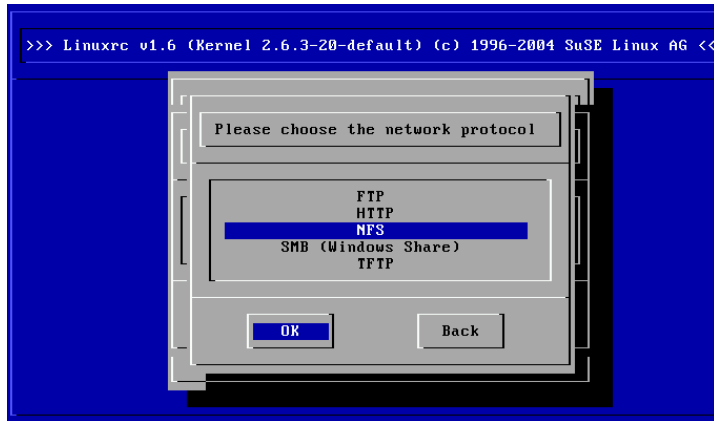 >>> Linuxrc v1.6 (Kernel 2.6.3-20-default) (c) 1996-2004 SuSE Linux AG <<
Please choose the network protocol
FTP
HTTP
NFS
SMB (Windows Share)
TFTP
OK Back